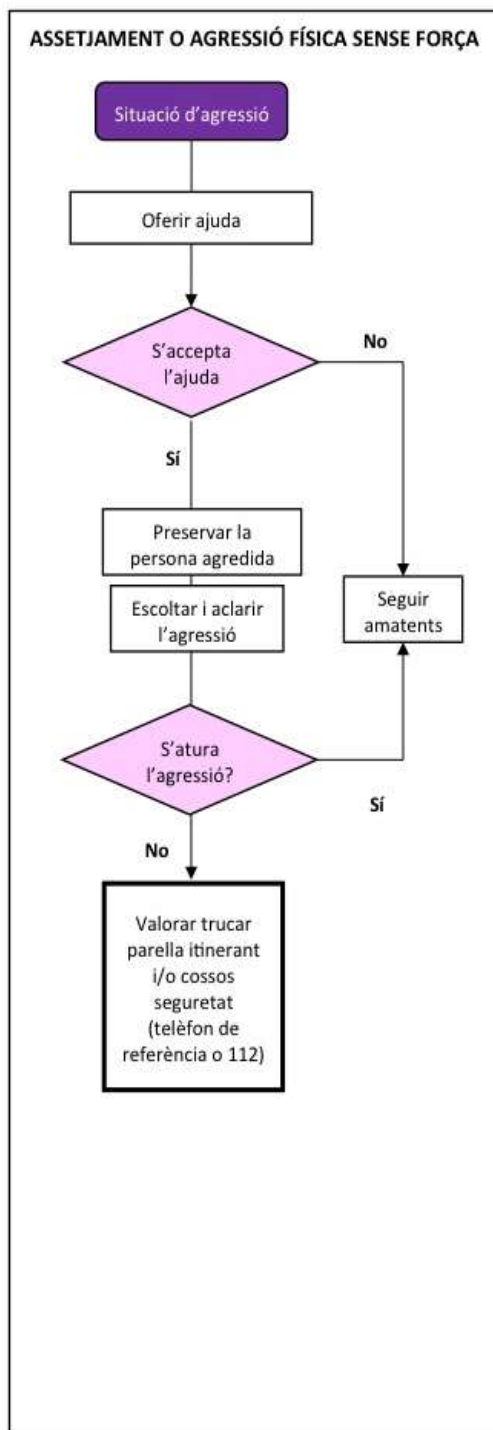 ASSETJAMENT O AGRESSIÓ FÍSICA SENSE FORÇA
Situació d'agressió
Oferir ajuda
S'accepta
l'ajuda
No
Sí
Preservar la
persona agredida
Escoltar i aclarir
l'agressió
Seguir
amatents
S'atura
l'agressió?
Sí
No
Valorar trucar
parella itinerant
i/o cossos
seguretat
(telèfon de
referència o 112)